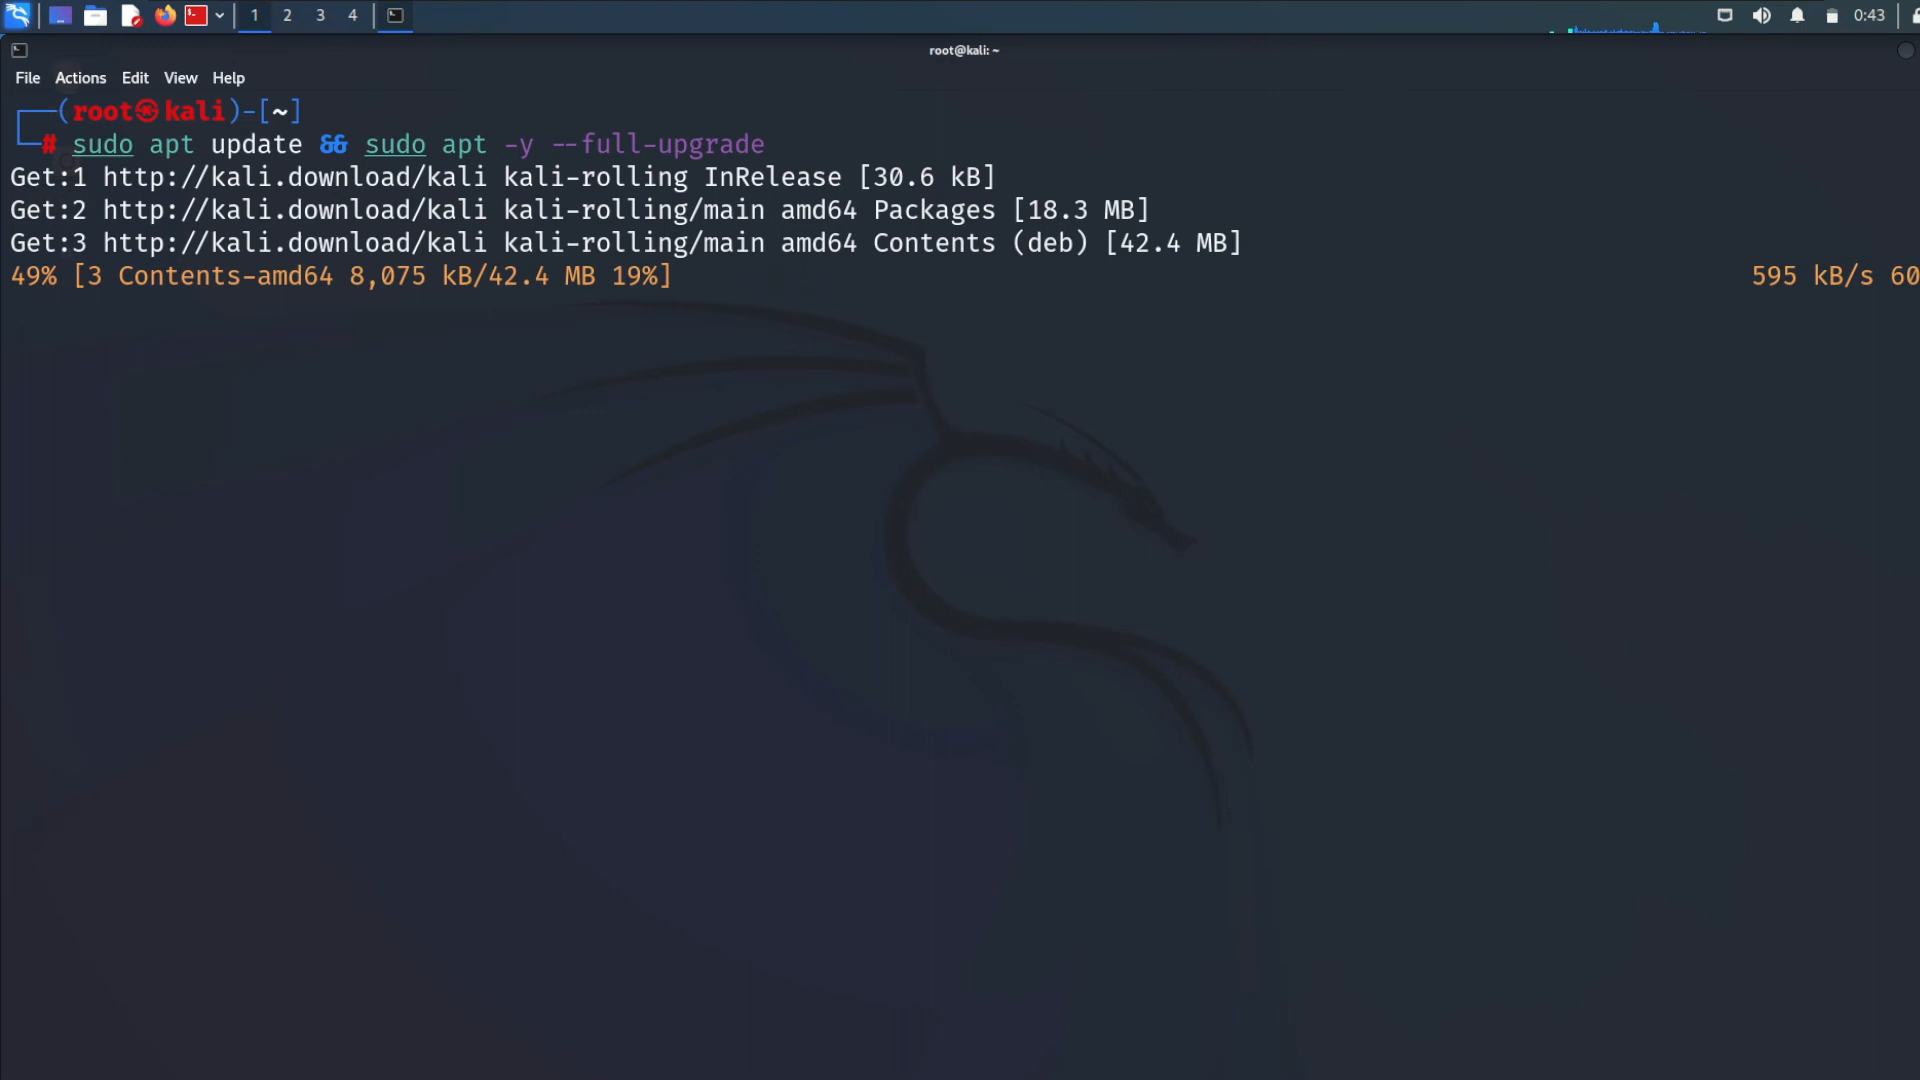 1 2 3 4 0:43
root@kali: ~
File Actions Edit View Help
┌──(root㉿kali)-[~]
└─# sudo apt update && sudo apt -y --full-upgrade
Get:1 http://kali.download/kali kali-rolling InRelease [30.6 kB]
Get:2 http://kali.download/kali kali-rolling/main amd64 Packages [18.3 MB]
Get:3 http://kali.download/kali kali-rolling/main amd64 Contents (deb) [42.4 MB]
49% [3 Contents-amd64 8,075 kB/42.4 MB 19%] 595 kB/s 60